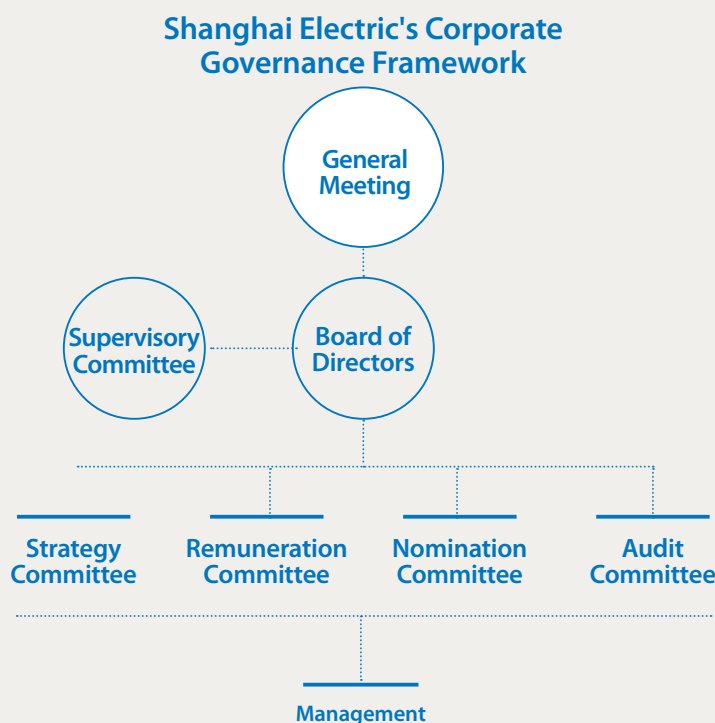 Shanghai Electric's Corporate
Governance Framework
General
Meeting
Supervisory
Committee
Board of
Directors
Strategy
Committee
Remuneration
Committee
Nomination
Committee
Audit
Committee
Management